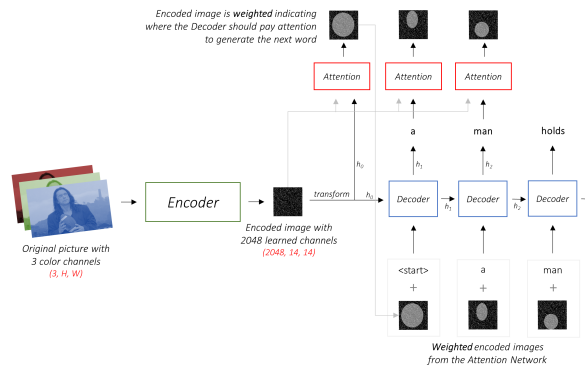 Encoded image is weighted indicating
where the Decoder should pay attention
to generate the next word
Attention
Attention
Attention
a
man
holds
h0
h1
h2
Encoder
transform
h0
Decoder
h1
Decoder
h2
Decoder
Original picture with
3 color channels
(3, H, W)
Encoded image with
2048 learned channels
(2048, 14, 14)
<start>
a
man
+
+
+
Weighted encoded images
from the Attention Network